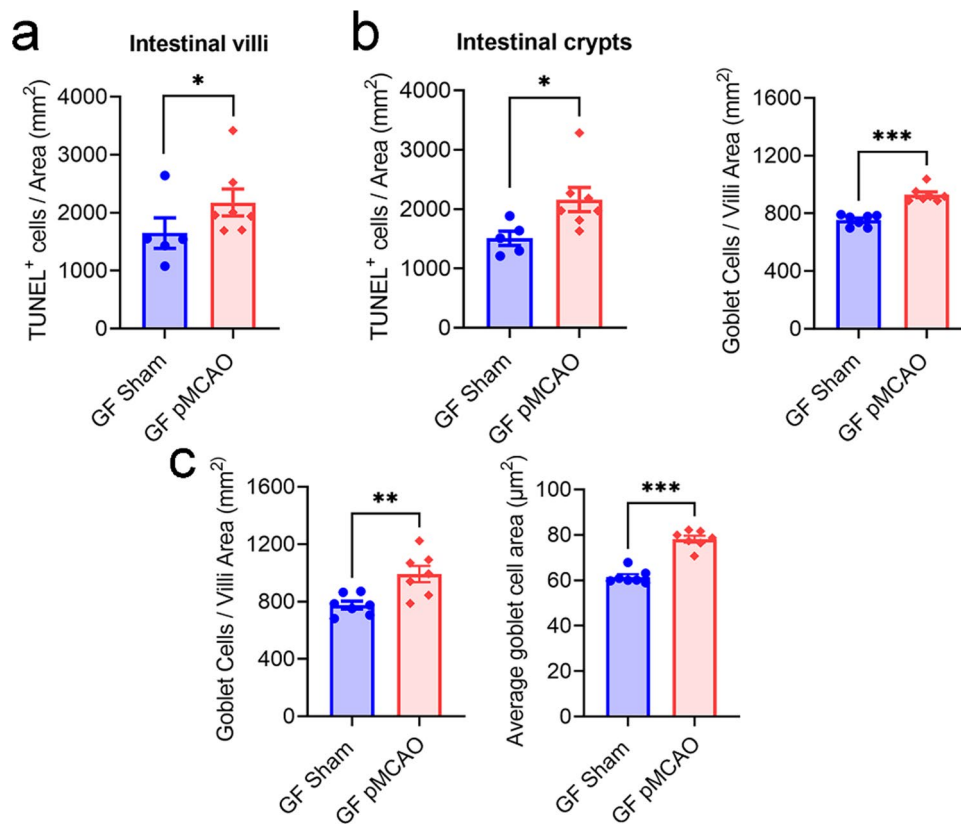 a
Intestinal villi
TUNEL⁺ cells / Area (mm²)
4000
3000
2000
1000
0
*
GF Sham
GF pMCAO
b
Intestinal crypts
TUNEL⁺ cells / Area (mm²)
4000
3000
2000
1000
0
*
GF Sham
GF pMCAO
Goblet Cells / Villi Area (mm²)
1600
1200
800
400
0
***
GF Sham
GF pMCAO
c
Goblet Cells / Villi Area (mm²)
1600
1200
800
400
0
**
GF Sham
GF pMCAO
Average goblet cell area (μm²)
100
80
60
40
20
0
***
GF Sham
GF pMCAO